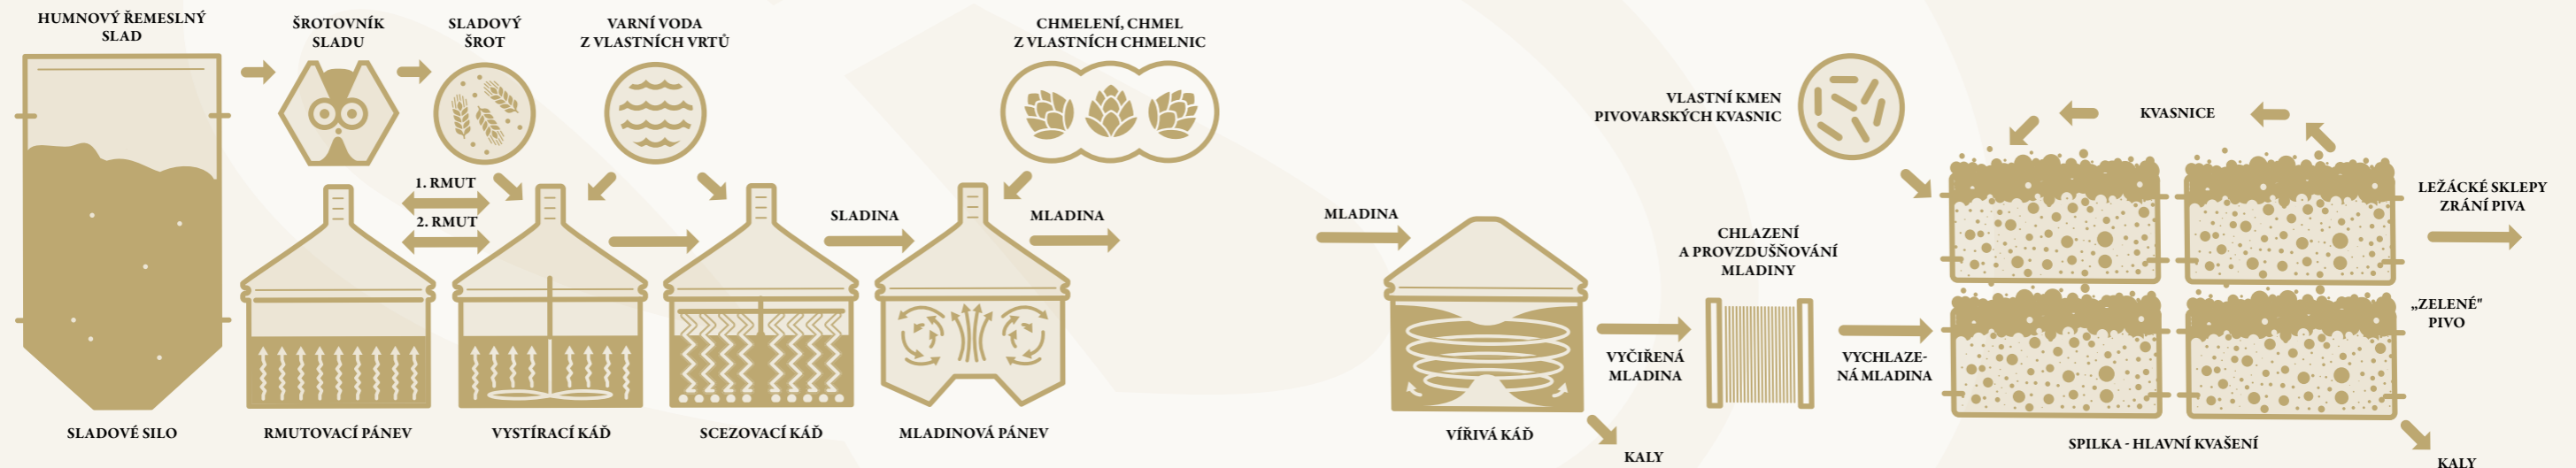 HUMNOVÝ ŘEMESLNÝ
SLAD
ŠROTOVNÍK
SLADU
SLADOVÝ
ŠROT
VARNÍ VODA
Z VLASTNÍCH VRTŮ
CHMELENÍ, CHMEL
Z VLASTNÍCH CHMELNIC
1. RMUT
2. RMUT
SLADINA
MLADINA
SLADOVÉ SILO
RMUTOVACÍ PÁNEV
VYSTÍRACÍ KÁĎ
SCEZOVACÍ KÁĎ
MLADINOVÁ PÁNEV
MLADINA
VÍŘIVÁ KÁĎ
KALY
VYČIŘENÁ
MLADINA
CHLAZENÍ
A PROVZDUŠŇOVÁNÍ
MLADINY
VYCHLAZE-
NÁ MLADINA
VLASTNÍ KMEN
PIVOVARSKÝCH KVASNIC
KVASNICE
SPILKA - HLAVNÍ KVAŠENÍ
LEŽÁCKÉ SKLEPY
ZRÁNÍ PIVA
„ZELENÉ"
PIVO
KALY